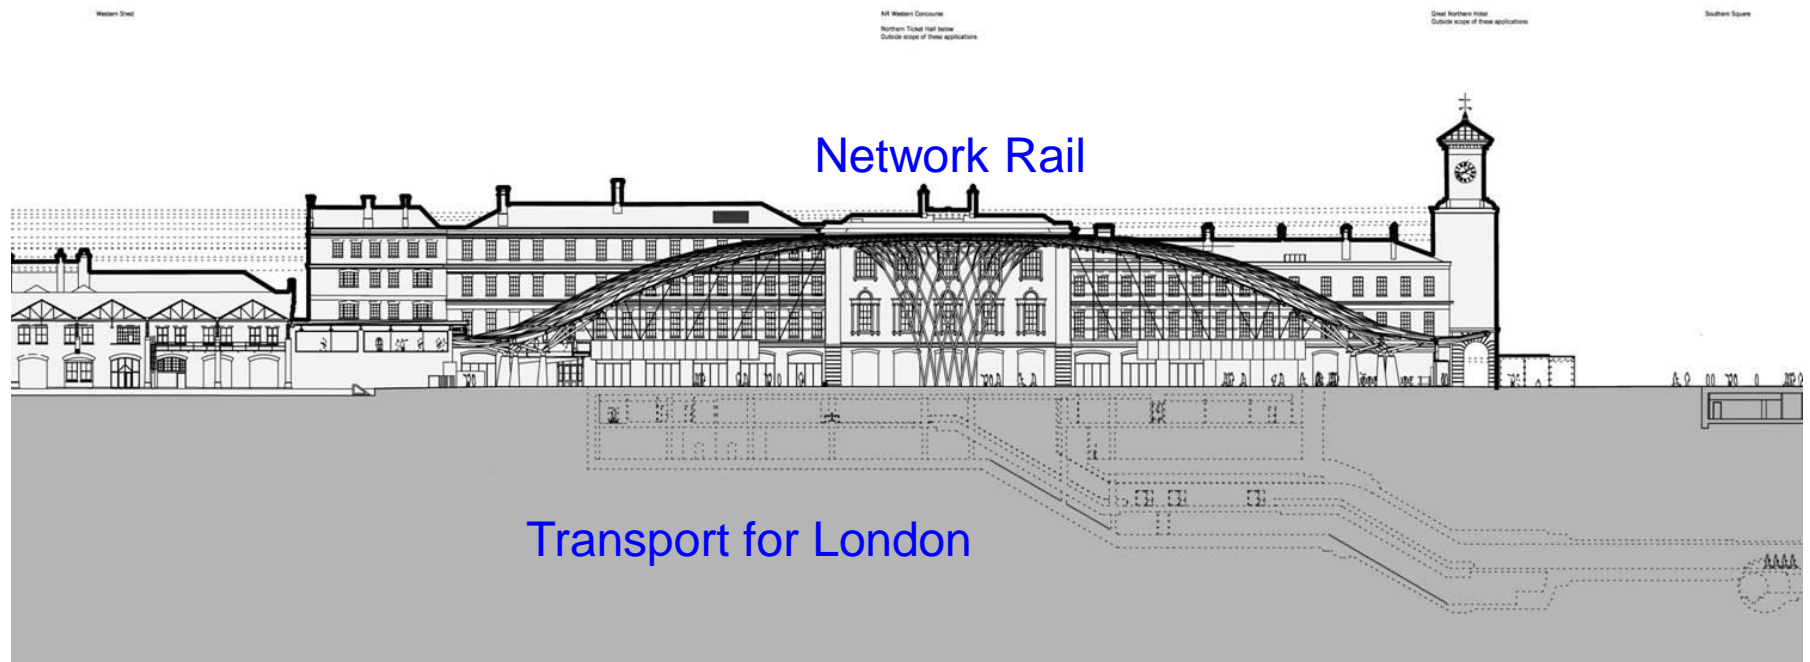 Western Shed
NR Western Concourse
Northern Ticket Hall below
Outside scope of these applications
Great Northern Hotel
Outside scope of these applications
Southern Square
Network Rail
Transport for London